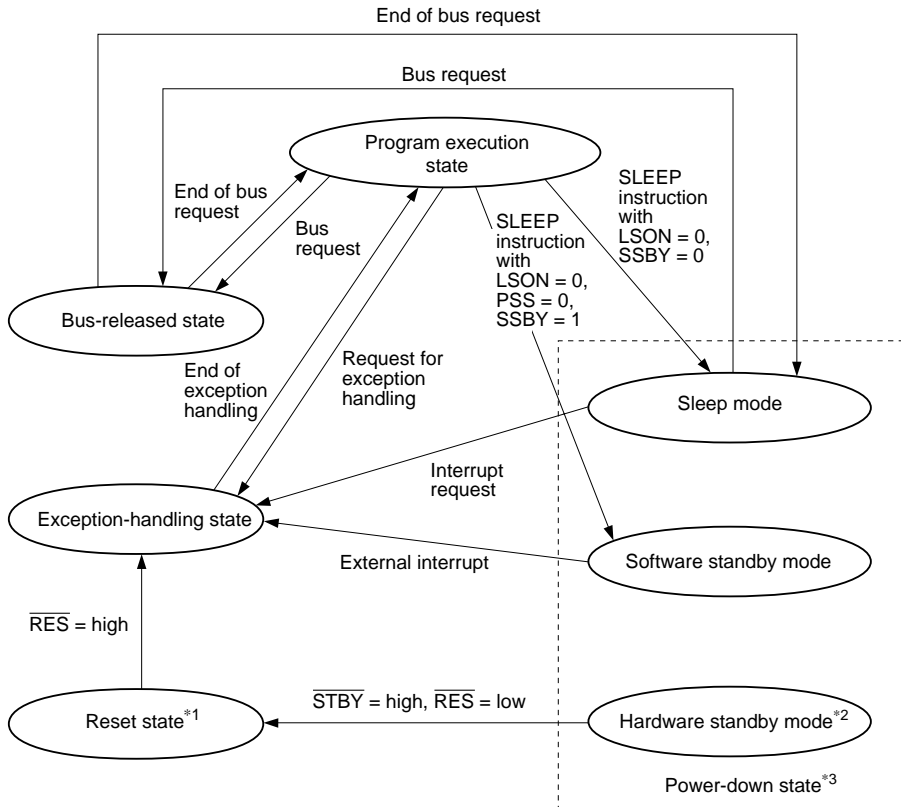 End of bus request
Bus request
Program execution
state
End of bus
request
Bus
request
SLEEP
instruction
with
LSON = 0,
PSS = 0,
SSBY = 1
SLEEP
instruction
with
LSON = 0,
SSBY = 0
Bus-released state
End of
exception
handling
Request for
exception
handling
Sleep mode
Interrupt
request
Exception-handling state
External interrupt
Software standby mode
R̅E̅S̅ = high
S̅T̅B̅Y̅ = high, R̅E̅S̅ = low
Reset state*1
Hardware standby mode*2
Power-down state*3